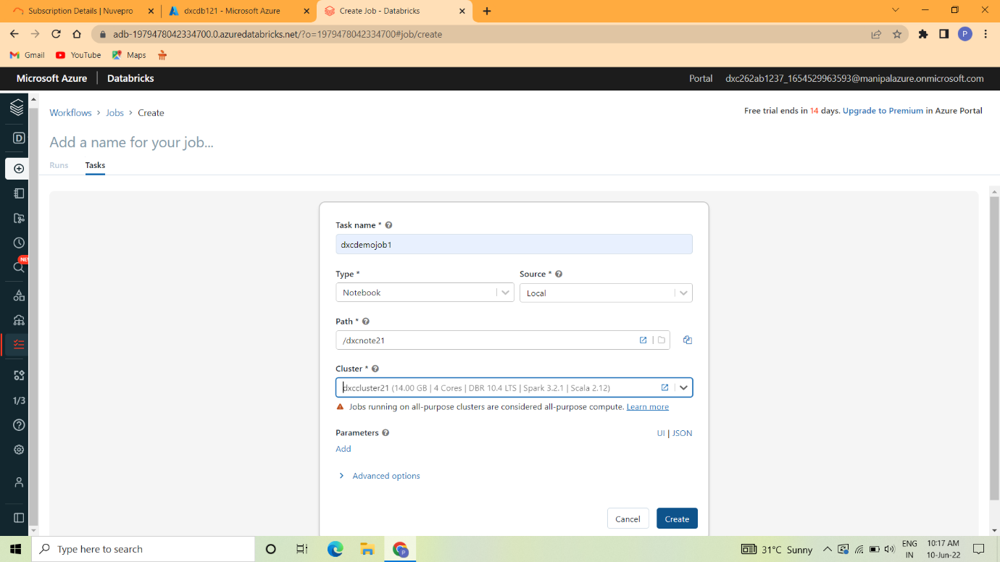 Subscription Details | Nuvepro
dxcdb121 - Microsoft Azure
Create Job - Databricks
adb-1979478042334700.0.azuredatabricks.net/?o=1979478042334700#job/create
P
Gmail
YouTube
Maps
Microsoft Azure
Databricks
Portal
dxc262ab1237_1654529963593@manipalazure.onmicrosoft.com
Workflows > Jobs > Create
Free trial ends in 14 days. Upgrade to Premium in Azure Portal
Add a name for your job...
Runs
Tasks
D
NEW
1/3
Task name *
dxcdemojob1
Type *
Source *
Notebook
Local
Path *
/dxcnote21
Cluster *
dxccluster21 (14.00 GB | 4 Cores | DBR 10.4 LTS | Spark 3.2.1 | Scala 2.12)
Jobs running on all-purpose clusters are considered all-purpose compute. Learn more
Parameters
UI | JSON
Add
Advanced options
Cancel
Create
Type here to search
31°C Sunny
ENG
IN
10:17 AM
10-Jun-22